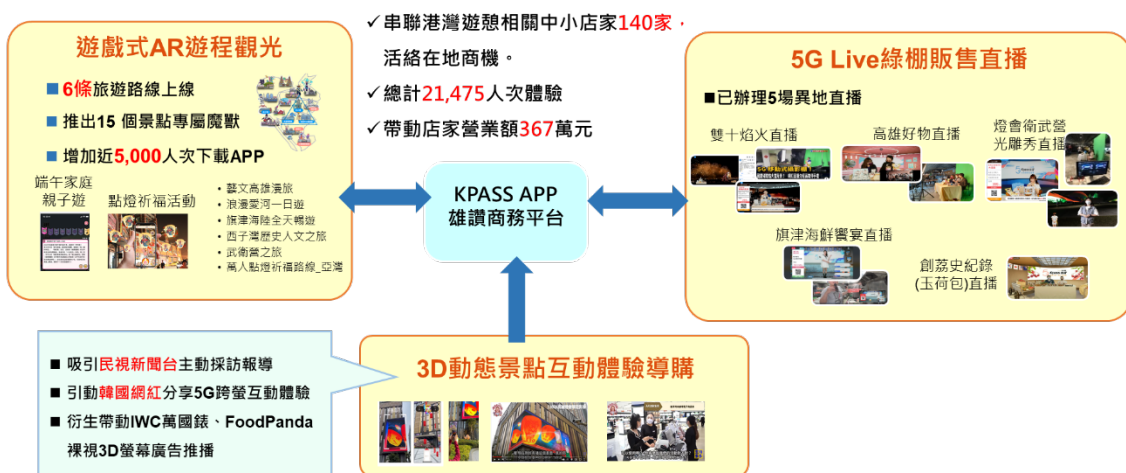 遊戲式AR遊程觀光
■ 6條旅遊路線上線
■ 推出15 個景點專屬魔獸
■ 增加近5,000人次下載APP
端午家庭
親子遊
點燈祈福活動
• 藝文高雄漫旅
• 浪漫愛河一日遊
• 旗津海陸全天暢遊
• 西子灣歷史人文之旅
• 武衛營之旅
• 萬人點燈祈福路線_亞灣
✓ 串聯港灣遊憩相關中小店家140家，
活絡在地商機。
✓ 總計21,475人次體驗
✓ 帶動店家營業額367萬元
KPASS APP
雄讚商務平台
5G Live綠棚販售直播
■已辦理5場異地直播
雙十焰火直播
高雄好物直播
燈會衛武營
光雕秀直播
旗津海鮮饗宴直播
創荔史紀錄
(玉荷包)直播
■ 吸引民視新聞台主動採訪報導
■ 引動韓國網紅分享5G跨螢互動體驗
■ 衍生帶動IWC萬國錶、FoodPanda
裸視3D螢幕廣告推播
3D動態景點互動體驗導購